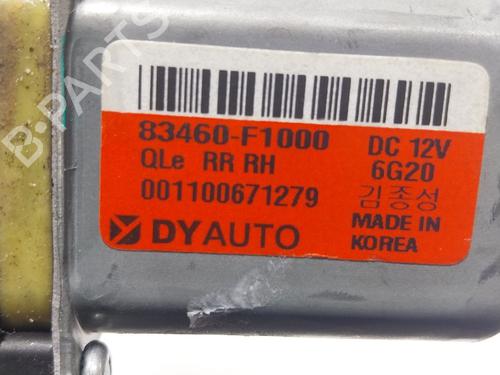 B-PARTS
83460-F1000 DC 12V
QLe RR RH 6G20
001100671279 김종성
DYAUTO MADE IN
KOREA